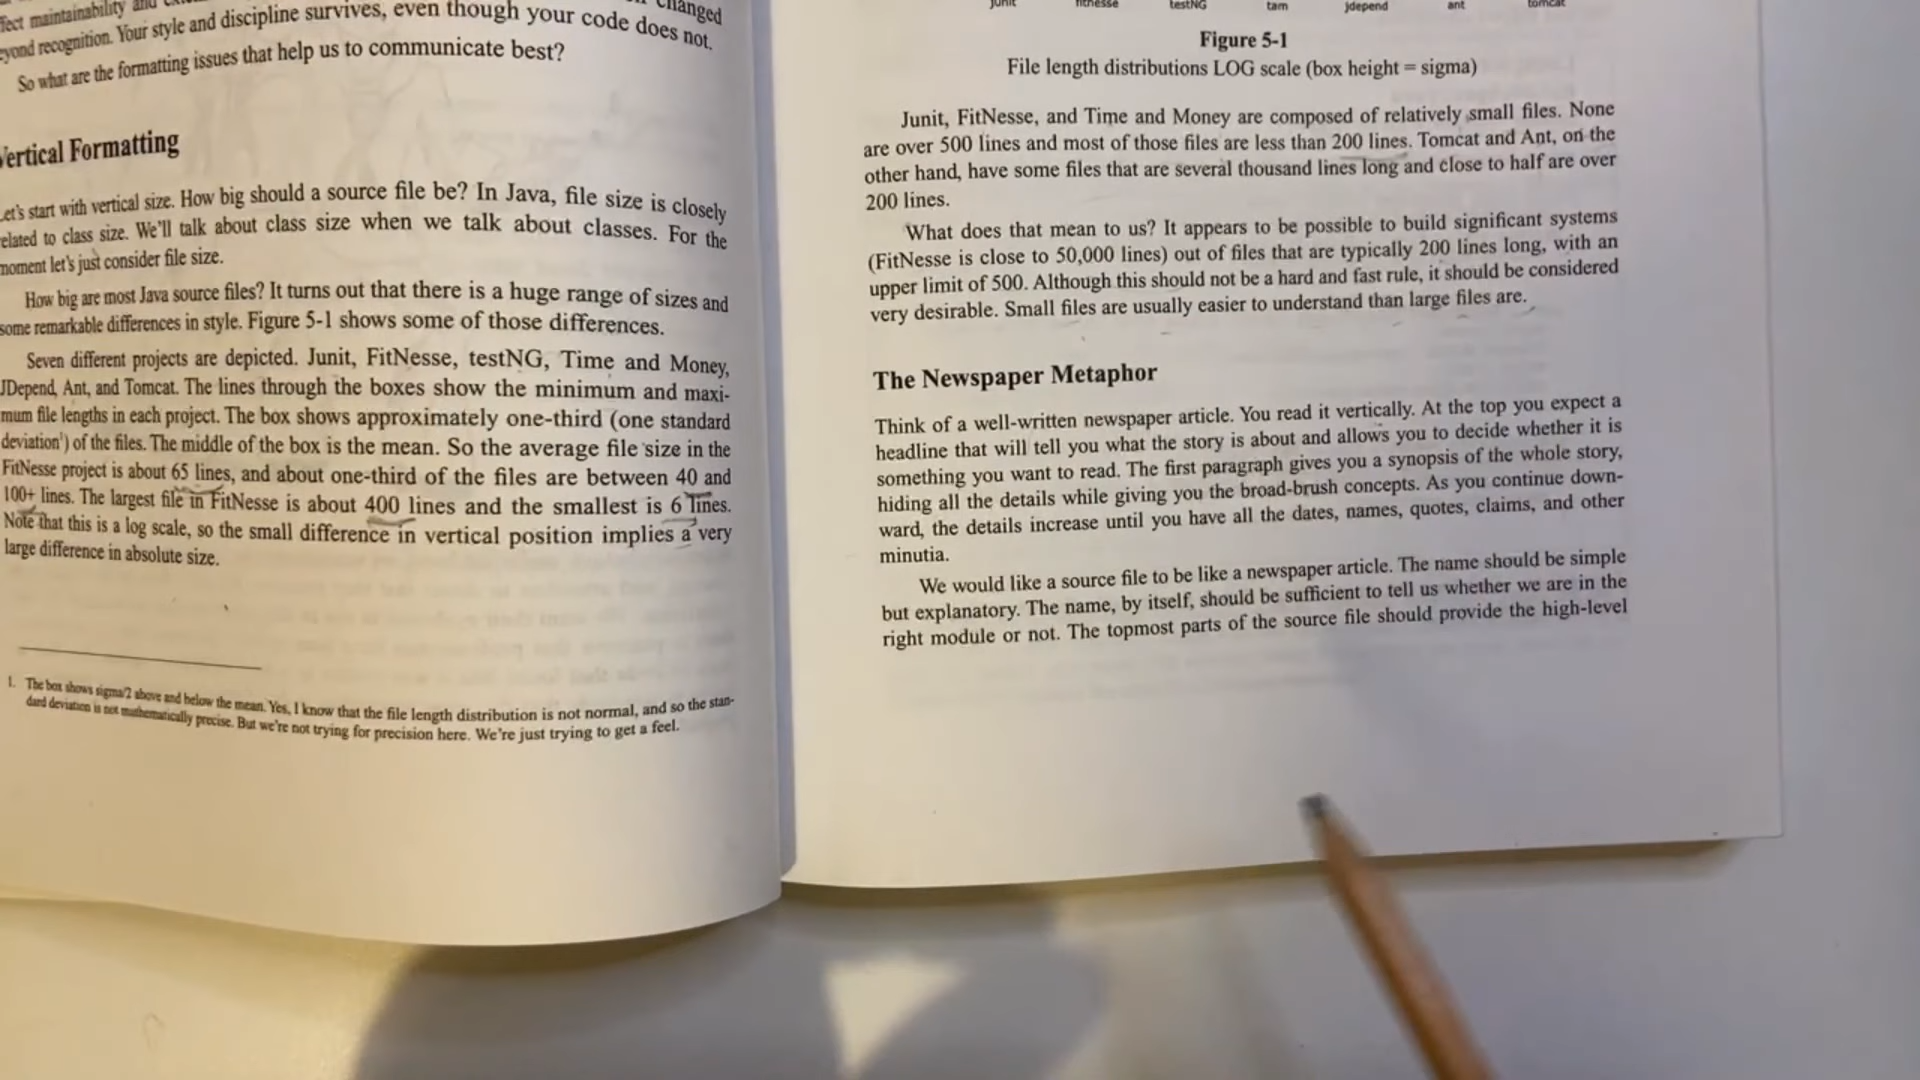 fect maintainability and
changed
eyond recognition. Your style and discipline survives, even though your code does not.
So what are the formatting issues that help us to communicate best?
Vertical Formatting
Let's start with vertical size. How big should a source file be? In Java, file size is closely
elated to class size. We'll talk about class size when we talk about classes. For the
moment let's just consider file size.
How big are most Java source files? It turns out that there is a huge range of sizes and
some remarkable differences in style. Figure 5-1 shows some of those differences.
Seven different projects are depicted. Junit, FitNesse, testNG, Time and Money,
JDepend, Ant, and Tomcat. The lines through the boxes show the minimum and maxi-
mum file lengths in each project. The box shows approximately one-third (one standard
deviation¹) of the files. The middle of the box is the mean. So the average file size in the
FitNesse project is about 65 lines, and about one-third of the files are between 40 and
100+ lines. The largest file in FitNesse is about 400 lines and the smallest is 6 lines.
Note that this is a log scale, so the small difference in vertical position implies a very
large difference in absolute size.
1. The box shows sigma/2 above and below the mean. Yes, I know that the file length distribution is not normal, and so the stan-
dard deviation is not mathematically precise. But we're not trying for precision here. We're just trying to get a feel.
junit fitnesse testNG tam jdepend ant tomcat
Figure 5-1
File length distributions LOG scale (box height = sigma)
Junit, FitNesse, and Time and Money are composed of relatively small files. None
are over 500 lines and most of those files are less than 200 lines. Tomcat and Ant, on the
other hand, have some files that are several thousand lines long and close to half are over
200 lines.
What does that mean to us? It appears to be possible to build significant systems
(FitNesse is close to 50,000 lines) out of files that are typically 200 lines long, with an
upper limit of 500. Although this should not be a hard and fast rule, it should be considered
very desirable. Small files are usually easier to understand than large files are.
The Newspaper Metaphor
Think of a well-written newspaper article. You read it vertically. At the top you expect a
headline that will tell you what the story is about and allows you to decide whether it is
something you want to read. The first paragraph gives you a synopsis of the whole story,
hiding all the details while giving you the broad-brush concepts. As you continue down-
ward, the details increase until you have all the dates, names, quotes, claims, and other
minutia.
We would like a source file to be like a newspaper article. The name should be simple
but explanatory. The name, by itself, should be sufficient to tell us whether we are in the
right module or not. The topmost parts of the source file should provide the high-level